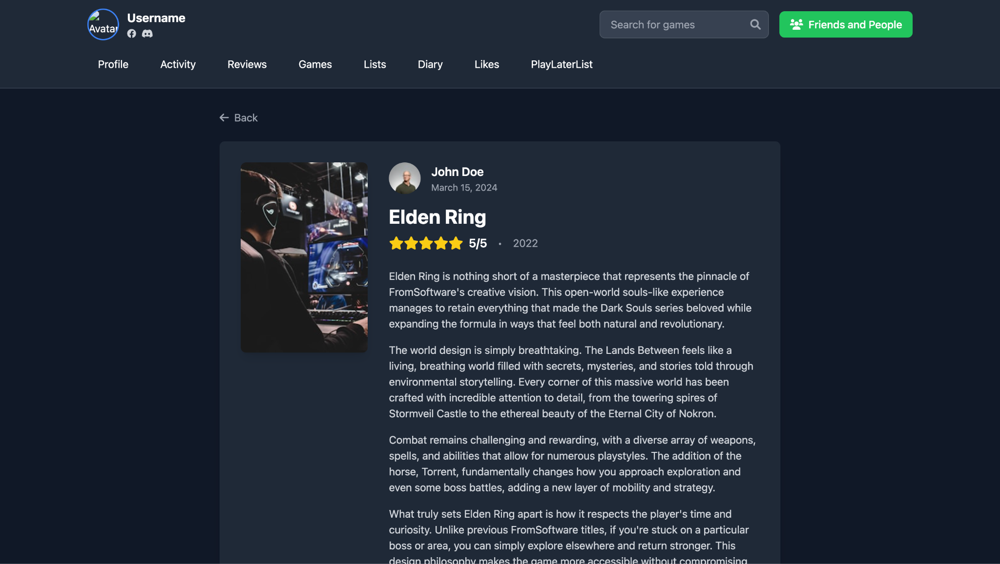 Avatar
Username
Search for games
Friends and People
Profile
Activity
Reviews
Games
Lists
Diary
Likes
PlayLaterList
Back
John Doe
March 15, 2024
Elden Ring
5/5 • 2022
Elden Ring is nothing short of a masterpiece that represents the pinnacle of
FromSoftware's creative vision. This open-world souls-like experience
manages to retain everything that made the Dark Souls series beloved while
expanding the formula in ways that feel both natural and revolutionary.
The world design is simply breathtaking. The Lands Between feels like a
living, breathing world filled with secrets, mysteries, and stories told through
environmental storytelling. Every corner of this massive world has been
crafted with incredible attention to detail, from the towering spires of
Stormveil Castle to the ethereal beauty of the Eternal City of Nokron.
Combat remains challenging and rewarding, with a diverse array of weapons,
spells, and abilities that allow for numerous playstyles. The addition of the
horse, Torrent, fundamentally changes how you approach exploration and
even some boss battles, adding a new layer of mobility and strategy.
What truly sets Elden Ring apart is how it respects the player's time and
curiosity. Unlike previous FromSoftware titles, if you're stuck on a particular
boss or area, you can simply explore elsewhere and return stronger. This
design philosophy makes the game more accessible without compromising